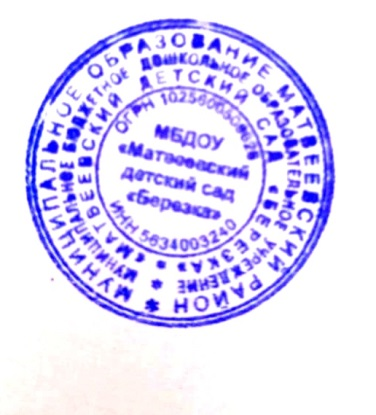 МУНИЦИПАЛЬНОЕ ОБРАЗОВАНИЕ МАТВЕЕВСКИЙ РАЙОН *
МУНИЦИПАЛЬНОЕ БЮДЖЕТНОЕ ДОШКОЛЬНОЕ ОБРАЗОВАТЕЛЬНОЕ УЧРЕЖДЕНИЕ *
«МАТВЕЕВСКИЙ ДЕТСКИЙ САД «БЕРЕЗКА»
ОГРН
МБДОУ
«Матвеевский
детский сад
«Березка»
ИНН 5634003240